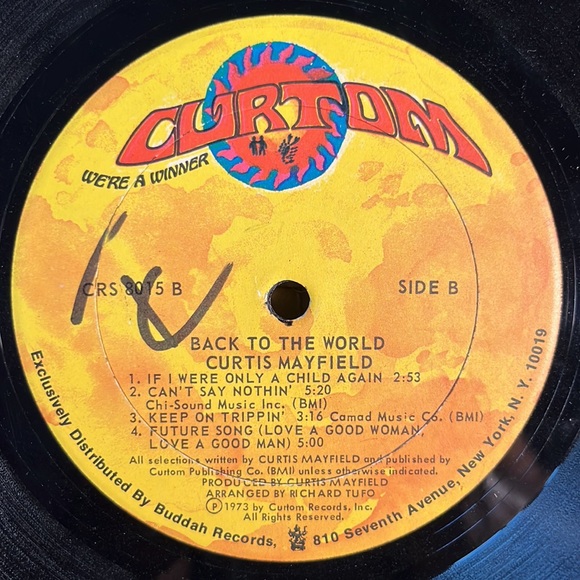 CURTOM
WE'RE A WINNER
CRS 8015 B
SIDE B
BACK TO THE WORLD
CURTIS MAYFIELD
1. IF I WERE ONLY A CHILD AGAIN 2:53
2. CAN'T SAY NOTHIN' 5:20
Chi-Sound Music Inc. (BMI)
3. KEEP ON TRIPPIN' 3:16 Camad Music Co. (BMI)
4. FUTURE SONG (LOVE A GOOD WOMAN,
LOVE A GOOD MAN) 5:00
All selections written by CURTIS MAYFIELD and published by
Curtom Publishing Co. (BMI) unless otherwise indicated.
PRODUCED BY CURTIS MAYFIELD
ARRANGED BY RICHARD TUFO
Ⓟ 1973 by Curtom Records, Inc.
All Rights Reserved.
Exclusively Distributed By Buddah Records, 810 Seventh Avenue, New York, N. Y. 10019